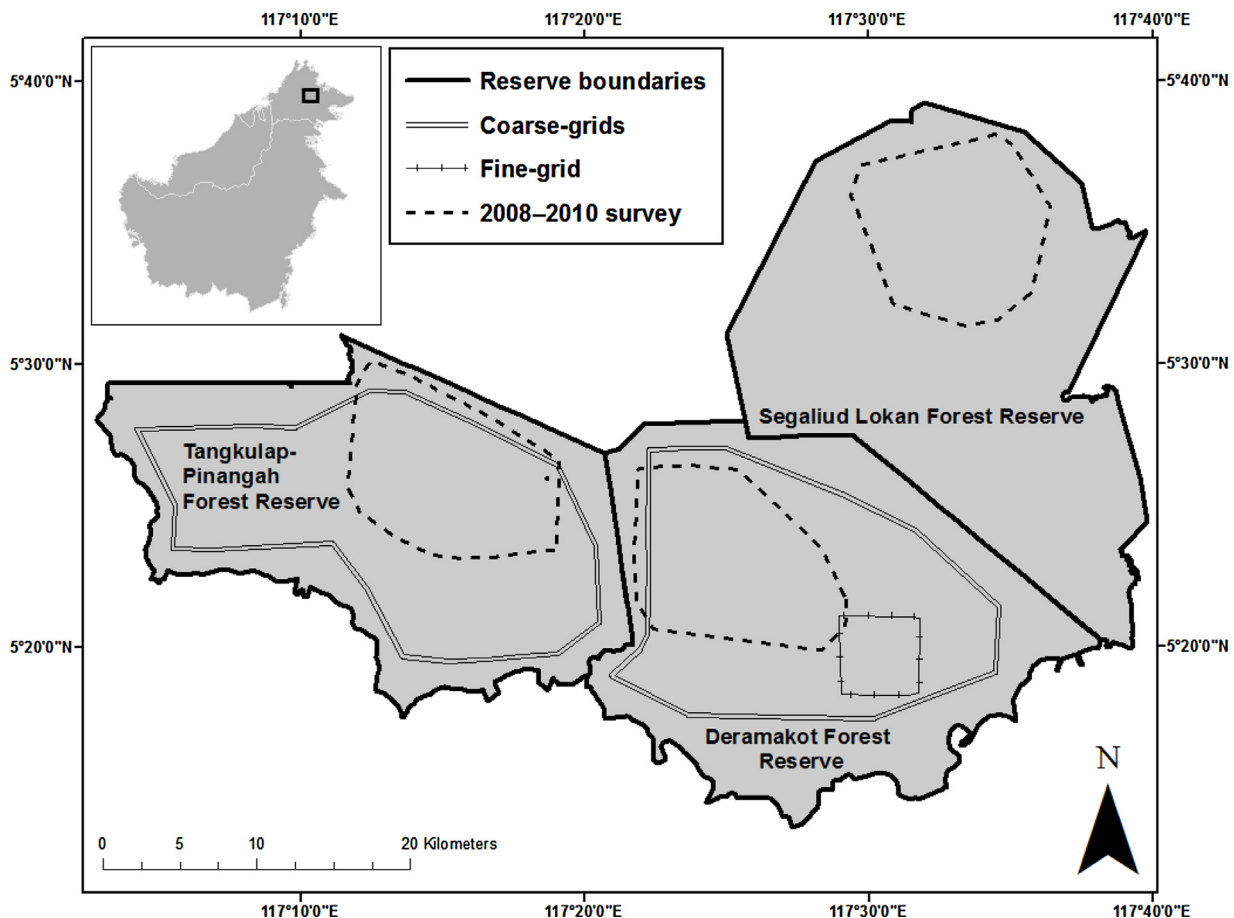 117°10'0"E 117°20'0"E 117°30'0"E 117°40'0"E
5°40'0"N 5°40'0"N
Reserve boundaries
Coarse-grids
Fine-grid
2008–2010 survey
5°30'0"N 5°30'0"N
Segaliud Lokan Forest Reserve
Tangkulap-
Pinangah
Forest Reserve
5°20'0"N 5°20'0"N
Deramakot Forest
Reserve
N
0 5 10 20 Kilometers
117°10'0"E 117°20'0"E 117°30'0"E 117°40'0"E